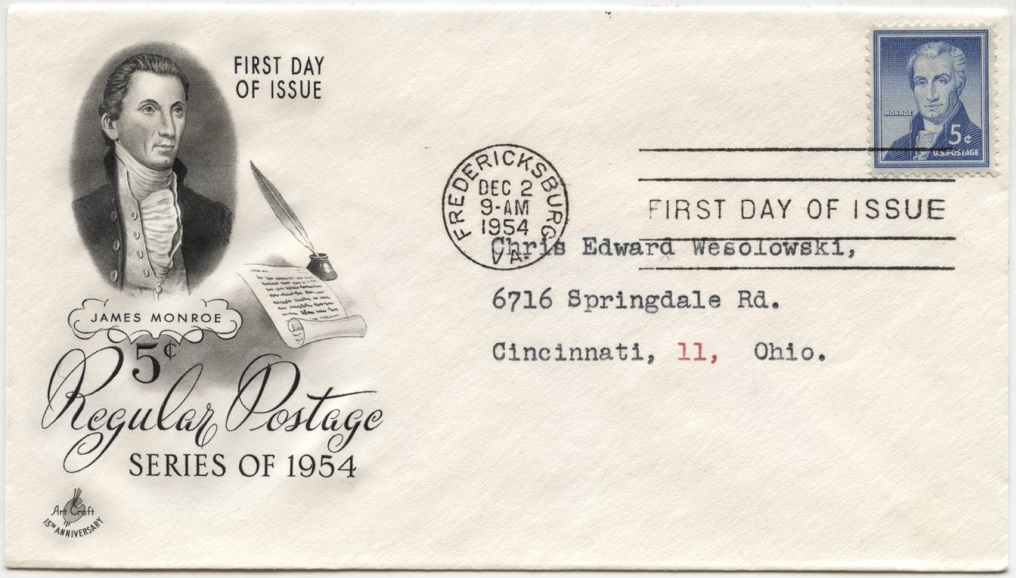 FIRST DAY
OF ISSUE
JAMES MONROE
5¢
Regular Postage
SERIES OF 1954
Art Craft
15TH ANNIVERSARY
MONROE
5¢
U.S. POSTAGE
FREDERICKSBURG
DEC 2
9-AM
1954
VA.
FIRST DAY OF ISSUE
Chris Edward Wesolowski,
6716 Springdale Rd.
Cincinnati, 11, Ohio.